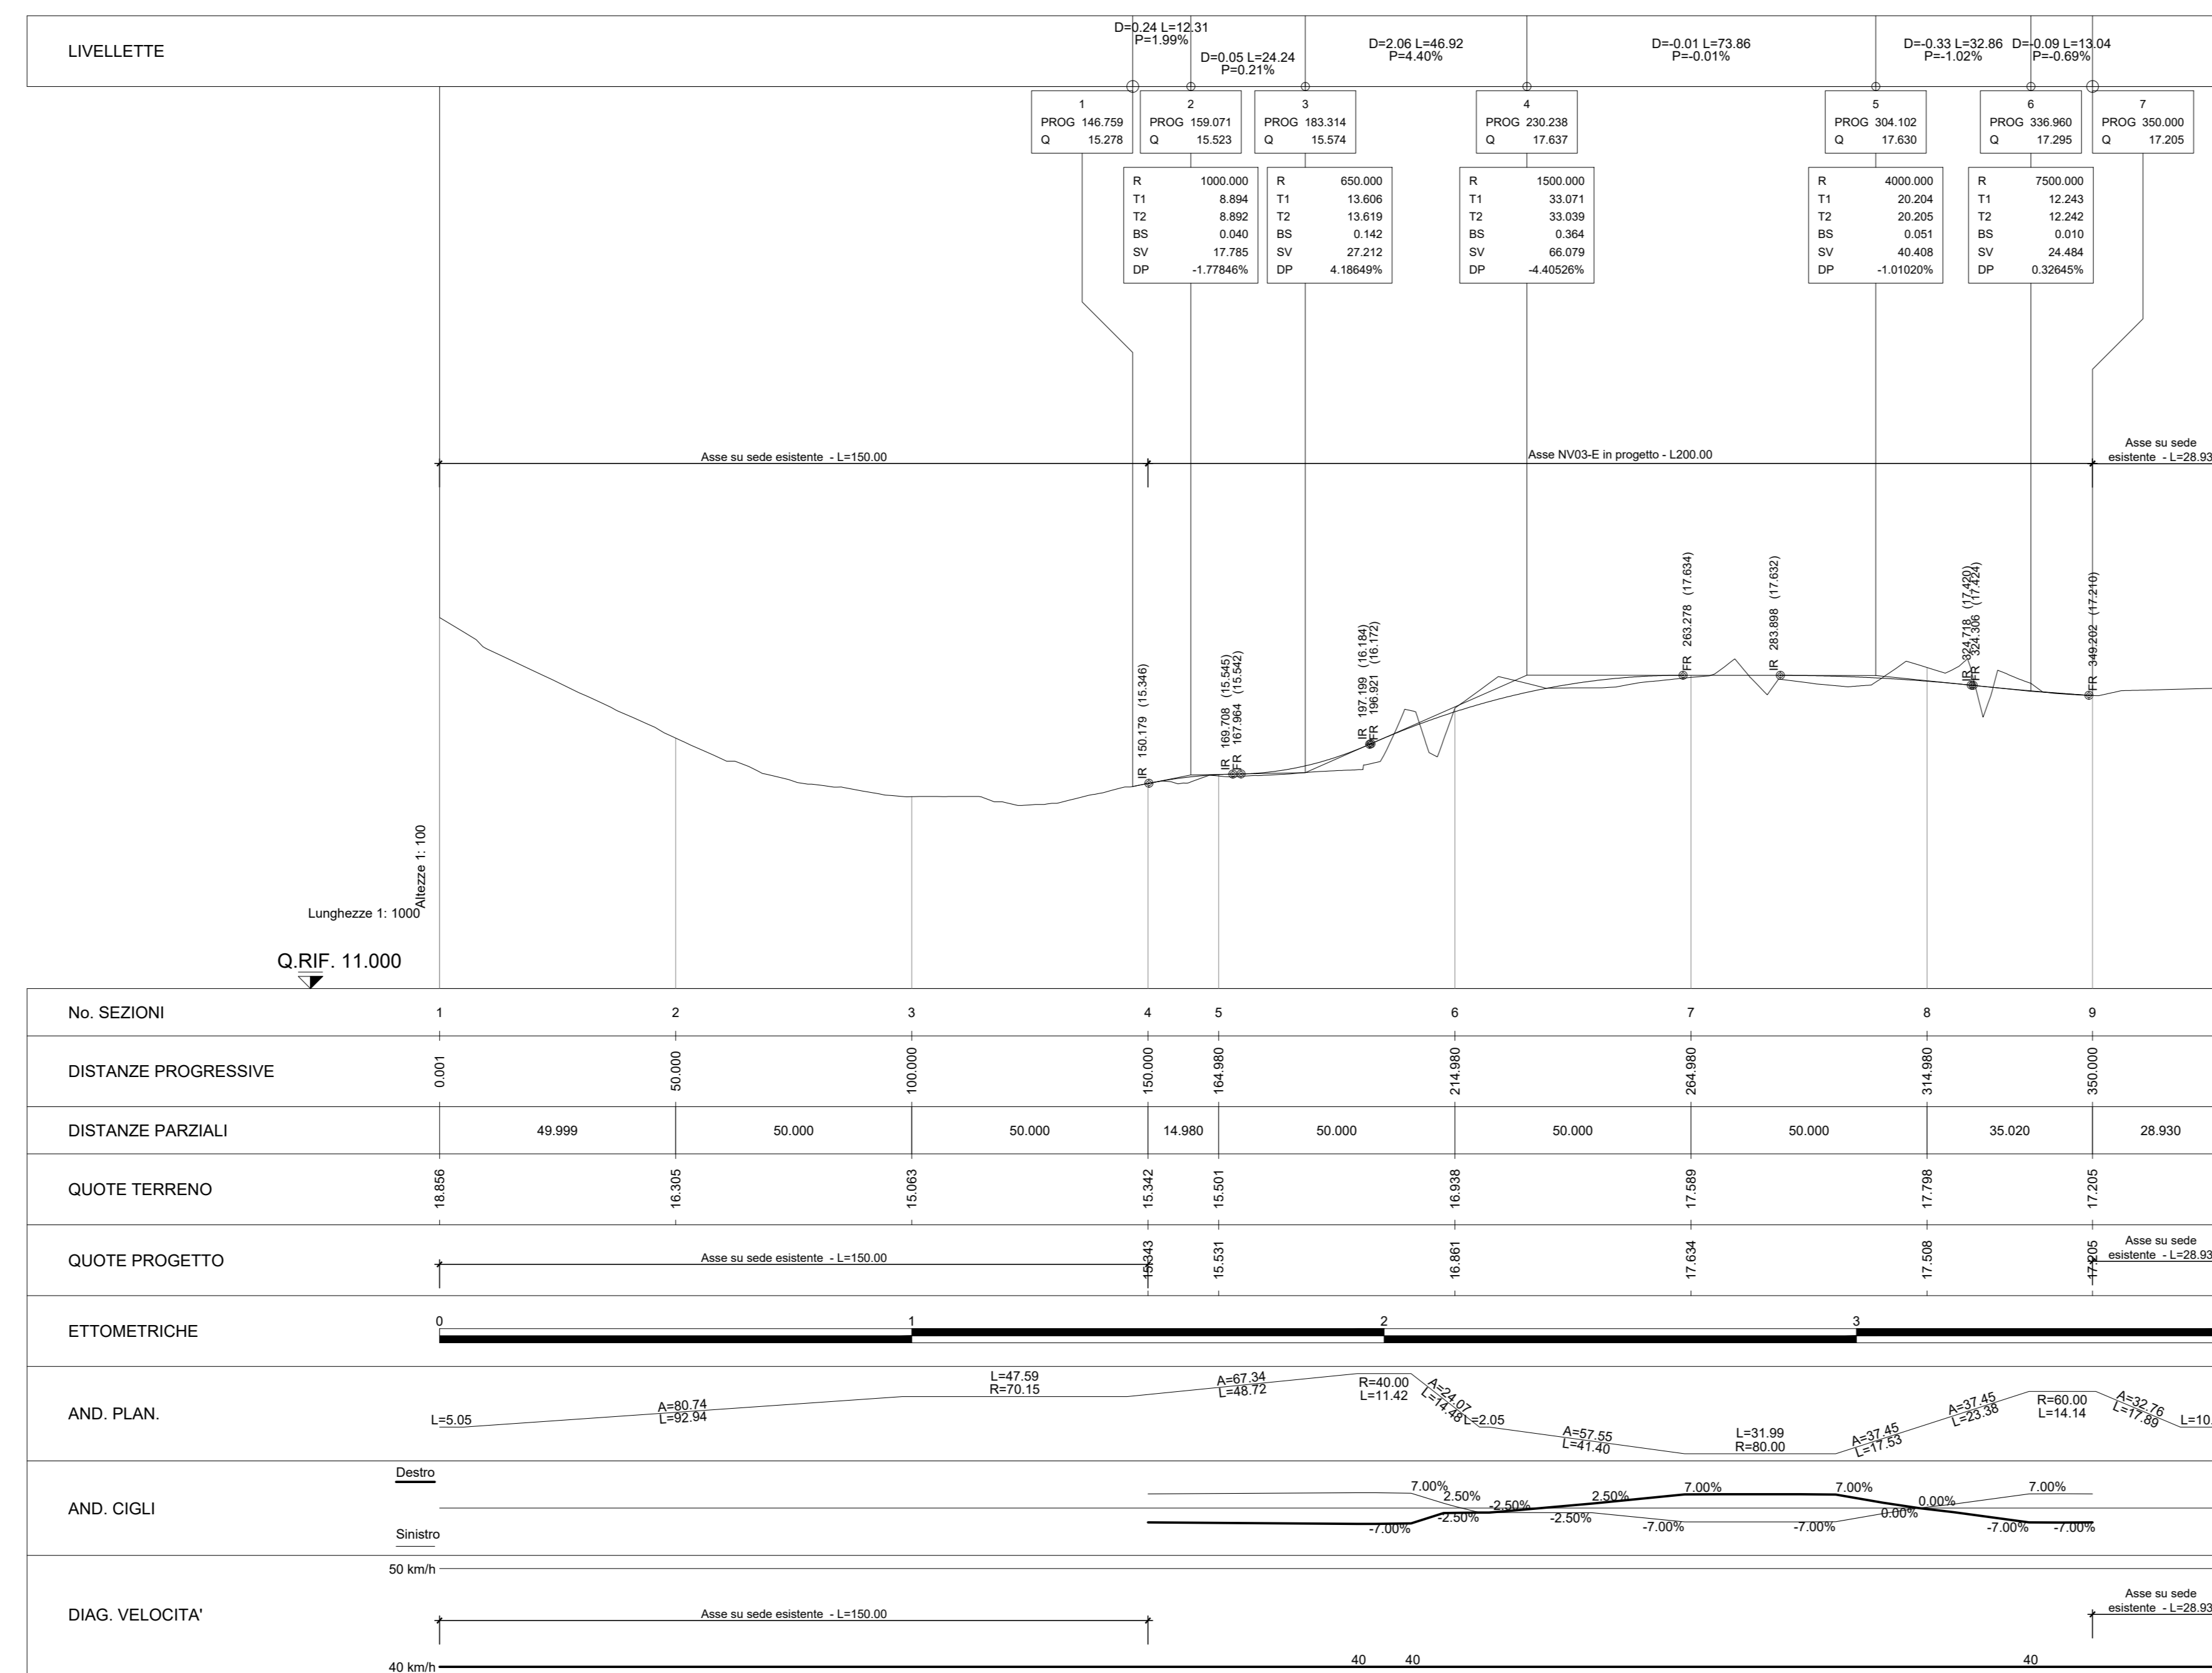 LIVELLETTE
D=0.24 L=12.31
P=1.99%
D=0.05 L=24.24
P=0.21%
D=2.06 L=46.92
P=4.40%
D=-0.01 L=73.86
P=-0.01%
D=-0.33 L=32.86
P=-1.02%
D=-0.09 L=13.04
P=-0.69%
1
PROG 146.759
Q 15.278
2
PROG 159.071
Q 15.523
3
PROG 183.314
Q 15.574
4
PROG 230.238
Q 17.637
5
PROG 304.102
Q 17.630
6
PROG 336.960
Q 17.295
7
PROG 350.000
Q 17.205
R 1000.000
T1 8.894
T2 8.892
BS 0.040
SV 17.785
DP -1.77846%
R 650.000
T1 13.606
T2 13.619
BS 0.142
SV 27.212
DP 4.18649%
R 1500.000
T1 33.071
T2 33.039
BS 0.364
SV 66.079
DP -4.40526%
R 4000.000
T1 20.204
T2 20.205
BS 0.051
SV 40.408
DP -1.01020%
R 7500.000
T1 12.243
T2 12.242
BS 0.010
SV 24.484
DP 0.32645%
Asse su sede esistente - L=150.00
Asse NV03-E in progetto - L200.00
Asse su sede
esistente - L=28.93
IR 150.179 (15.346)
IR 169.708 (15.545)
FR 167.964 (15.542)
IR 197.199 (16.184)
FR 196.921 (16.172)
FR 263.278 (17.634)
IR 283.898 (17.632)
IR 324.718 (17.420)
FR 324.306 (17.424)
FR 349.202 (17.210)
Altezze 1: 100
Lunghezze 1: 1000
Q.RIF. 11.000
No. SEZIONI
1 2 3 4 5 6 7 8 9
DISTANZE PROGRESSIVE
0.001 50.000 100.000 150.000 164.980 214.980 264.980 314.980 350.000
DISTANZE PARZIALI
49.999 50.000 50.000 14.980 50.000 50.000 50.000 35.020 28.930
QUOTE TERRENO
18.856 16.305 15.063 15.342 15.501 16.938 17.589 17.798 17.205
QUOTE PROGETTO
Asse su sede esistente - L=150.00
15.343 15.531 16.861 17.634 17.508 17.205
Asse su sede
esistente - L=28.93
ETTOMETRICHE
0 1 2 3
AND. PLAN.
L=5.05
A=80.74
L=92.94
L=47.59
R=70.15
A=67.34
L=48.72
R=40.00
L=11.42
A=24.07
L=14.48
L=2.05
A=57.55
L=41.40
L=31.99
R=80.00
A=37.45
L=17.53
A=37.45
L=23.38
R=60.00
L=14.14
A=32.76
L=17.89
L=10.
AND. CIGLI
Destro
Sinistro
7.00% 2.50% -2.50% 2.50% 7.00% 7.00% 0.00% 7.00%
-7.00% -2.50% -2.50% -7.00% -7.00% 0.00% -7.00% -7.00%
DIAG. VELOCITA'
50 km/h
Asse su sede esistente - L=150.00
Asse su sede
esistente - L=28.93
40 km/h
40 40 40